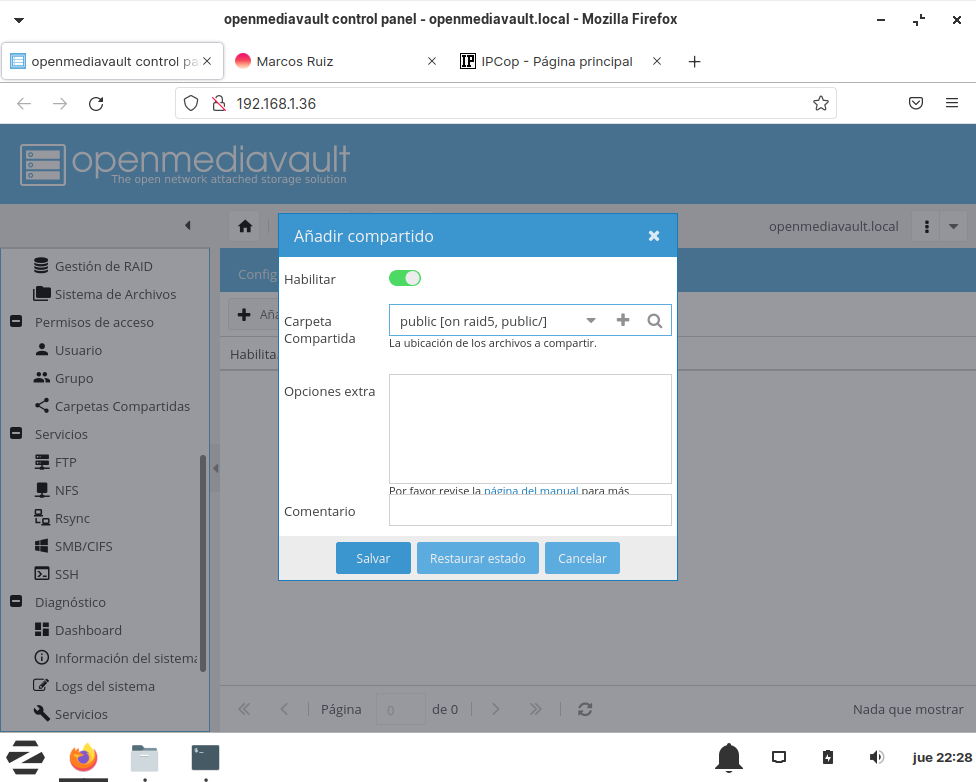 openmediavault control panel - openmediavault.local - Mozilla Firefox
openmediavault control pa
Marcos Ruiz
IP IPCop - Página principal
192.168.1.36
openmediavault
The open network attached storage solution
openmediavault.local
Gestión de RAID
Sistema de Archivos
Permisos de acceso
Usuario
Grupo
Carpetas Compartidas
Servicios
FTP
NFS
Rsync
SMB/CIFS
SSH
Diagnóstico
Dashboard
Información del sistema
Logs del sistema
Servicios
Config
Aña
Habilita
Añadir compartido
Habilitar
Carpeta
Compartida
public [on raid5, public/]
La ubicación de los archivos a compartir.
Opciones extra
Por favor revise la página del manual para más
Comentario
Salvar
Restaurar estado
Cancelar
Página
0
de 0
Nada que mostrar
jue 22:28